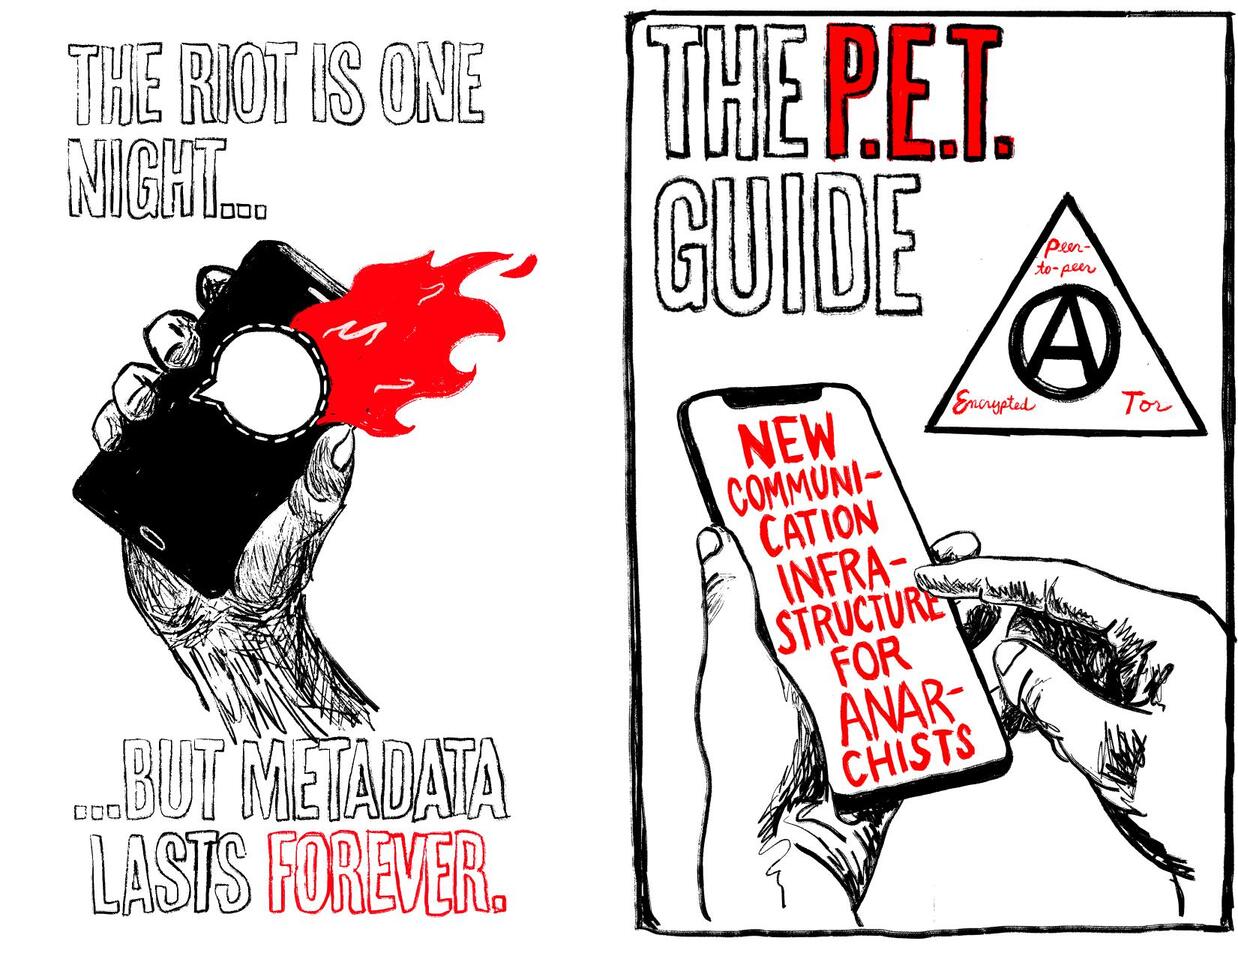 THE RIOT IS ONE
NIGHT...
...BUT METADATA
LASTS FOREVER.
THE P.E.T.
GUIDE
Peer-
to-peer
A
Encrypted
Tor
NEW
COMMUNI-
CATION
INFRA-
STRUCTURE
FOR
ANAR-
CHISTS